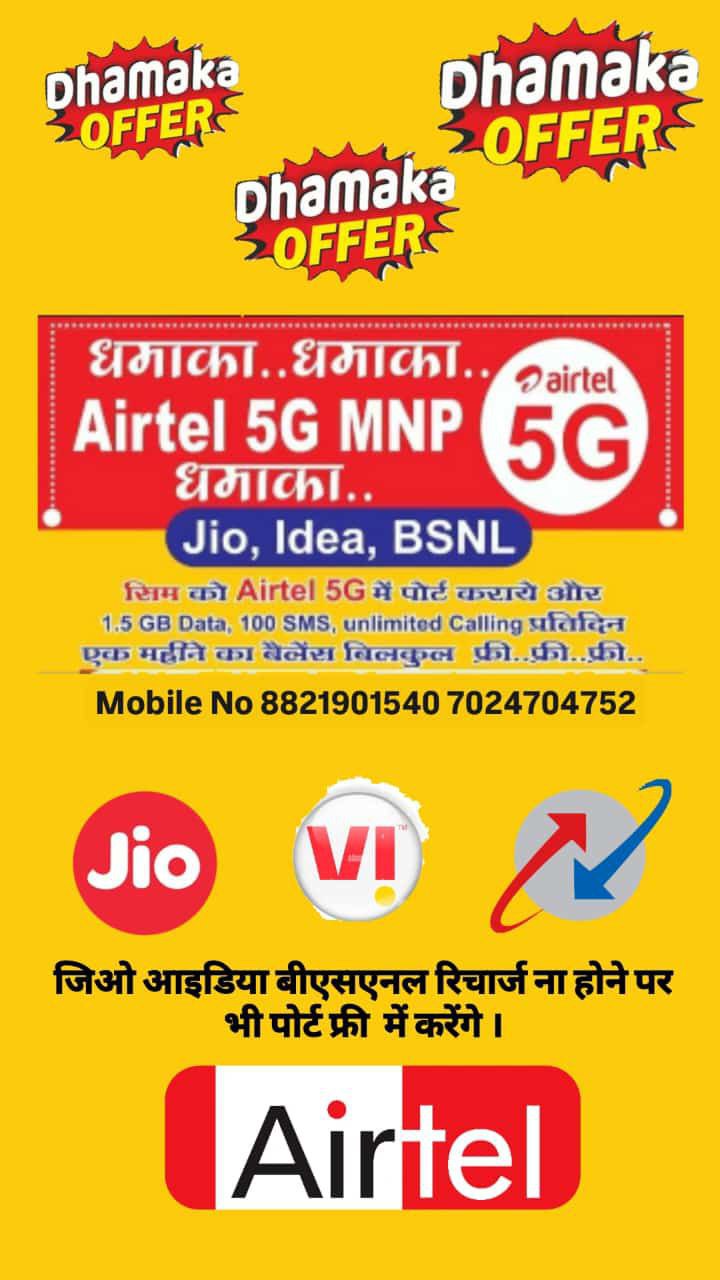 Dhamaka
OFFER
Dhamaka
OFFER
Dhamaka
OFFER
धमाका..धमाका..
Airtel 5G MNP
धमाका..
airtel
5G
Jio, Idea, BSNL
सिम को Airtel 5G में पोर्ट कराये और
1.5 GB Data, 100 SMS, unlimited Calling प्रतिदिन
एक महीने का बैलेंस बिलकुल फ्री..फ्री..फ्री..
Mobile No 8821901540 7024704752
Jio
VI™
जिओ आइडिया बीएसएनल रिचार्ज ना होने पर
भी पोर्ट फ्री में करेंगे ।
Airtel